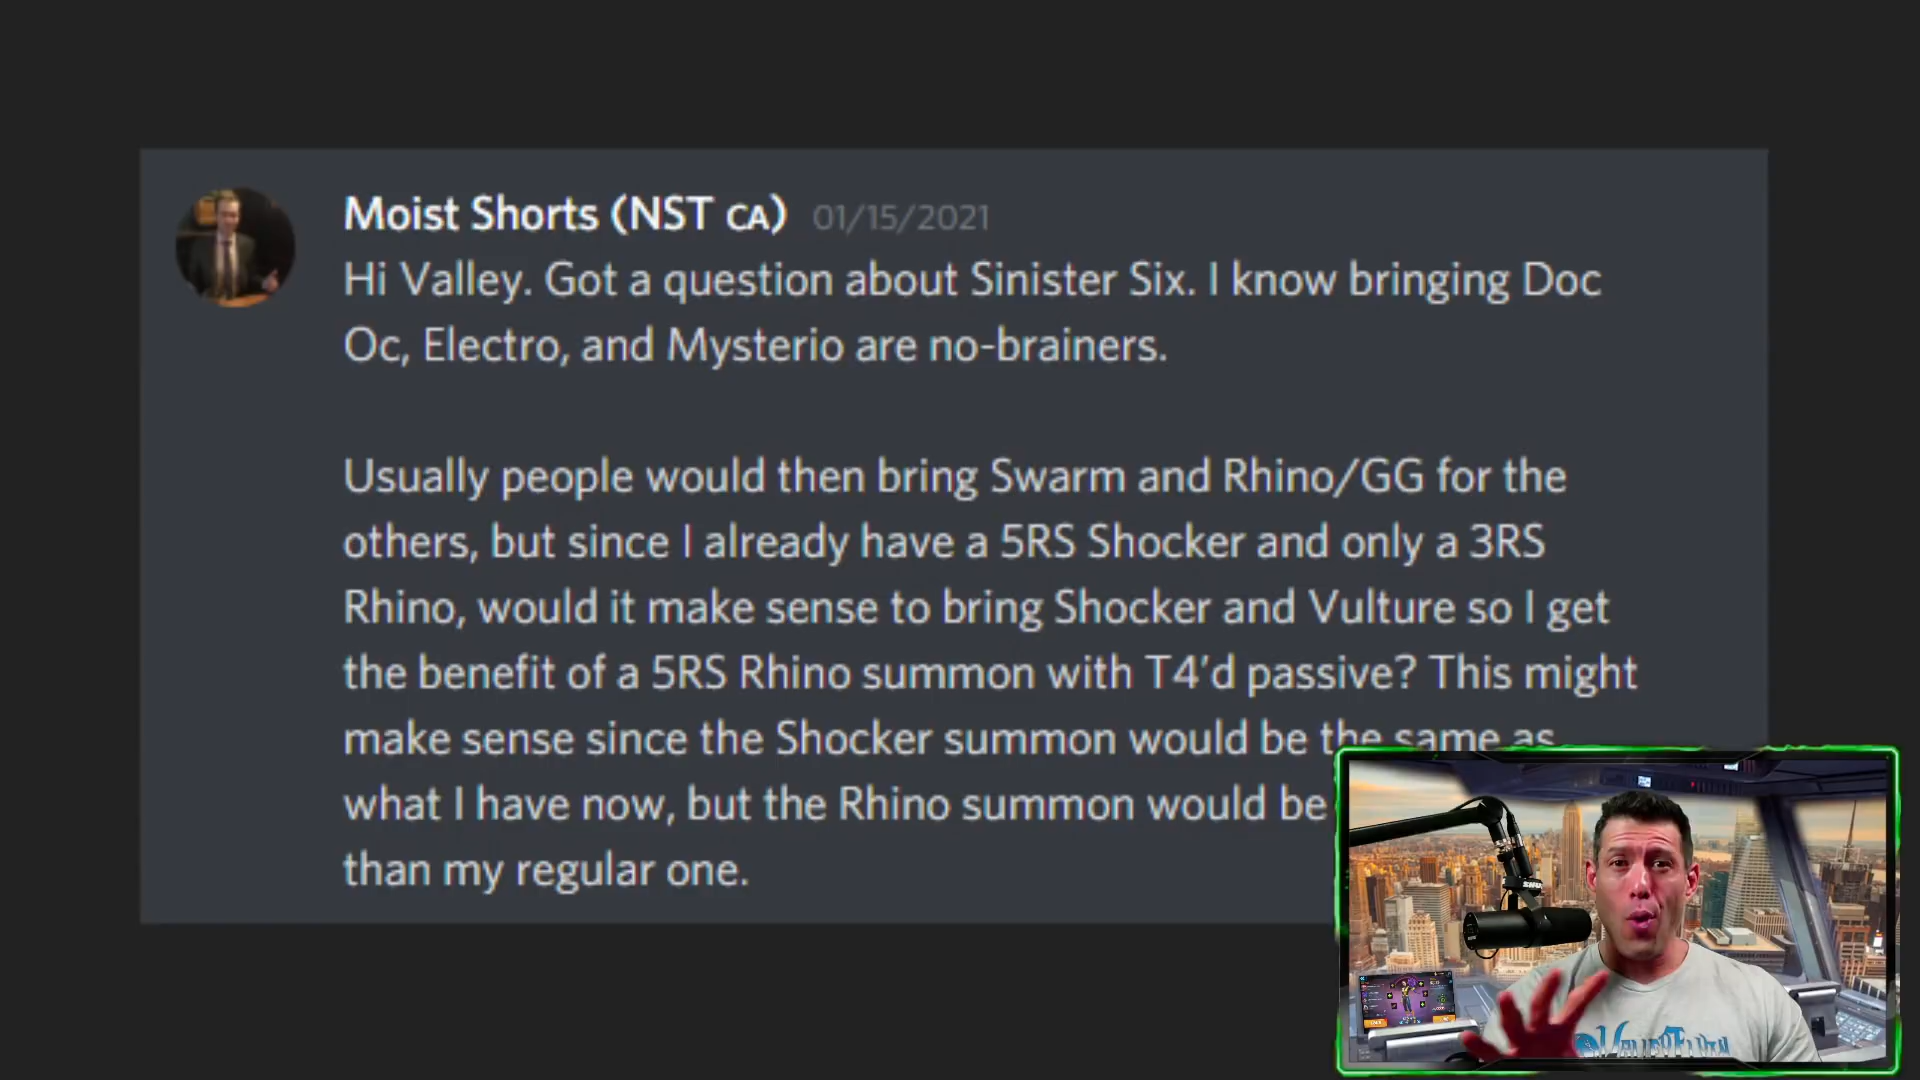 Moist Shorts (NST CA) 01/15/2021
Hi Valley. Got a question about Sinister Six. I know bringing Doc
Oc, Electro, and Mysterio are no-brainers.
Usually people would then bring Swarm and Rhino/GG for the
others, but since I already have a 5RS Shocker and only a 3RS
Rhino, would it make sense to bring Shocker and Vulture so I get
the benefit of a 5RS Rhino summon with T4'd passive? This might
make sense since the Shocker summon would be the same as
what I have now, but the Rhino summon would be
than my regular one.